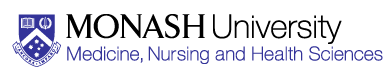 MONASH University
Medicine, Nursing and Health Sciences